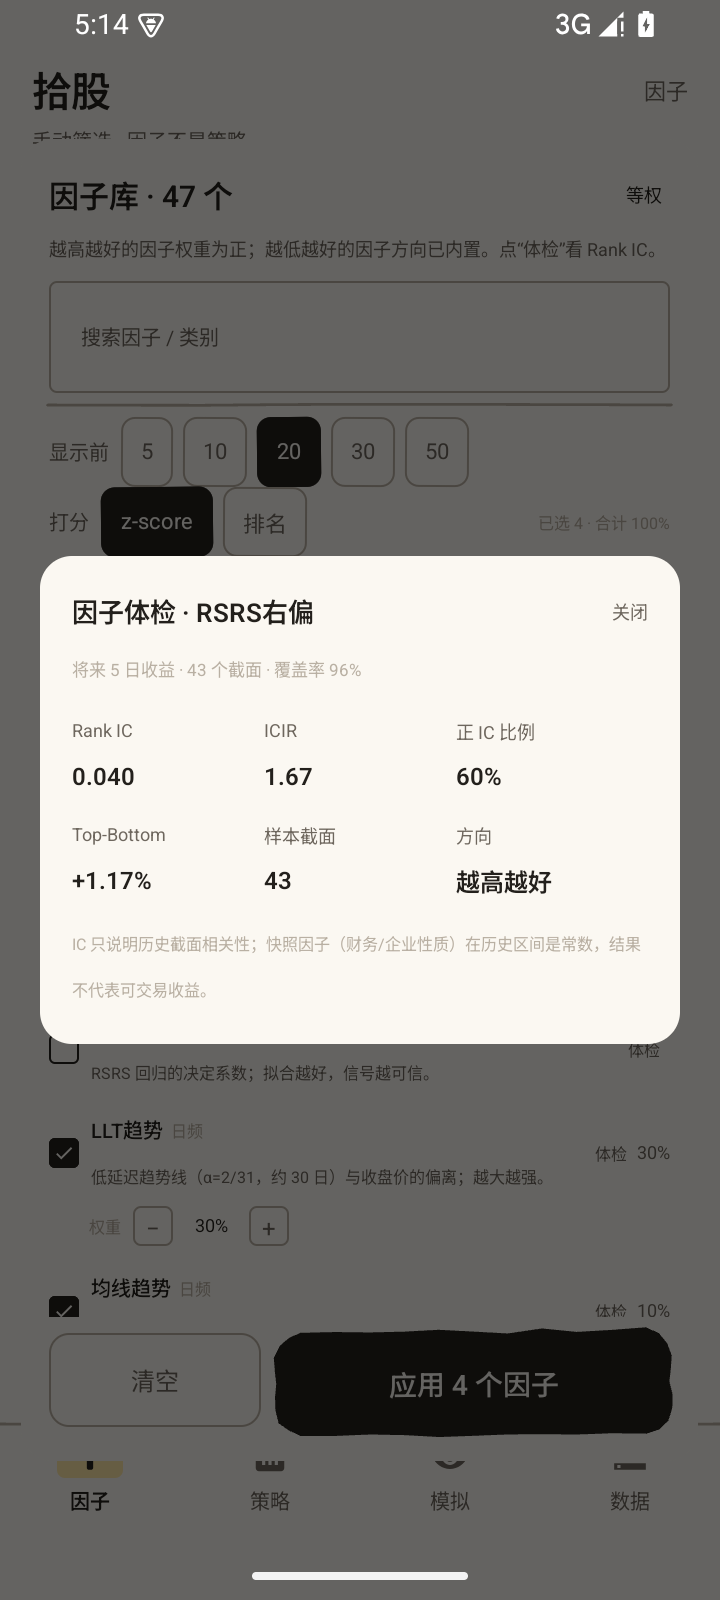 5:14
3G
拾股
因子
手动筛选 · 因子不是策略
因子库 · 47 个
等权
越高越好的因子权重为正；越低越好的因子方向已内置。点“体检”看 Rank IC。
搜索因子 / 类别
显示前 5 10 20 30 50
打分 z-score 排名 已选 4 · 合计 100%
因子体检 · RSRS右偏
关闭
将来 5 日收益 · 43 个截面 · 覆盖率 96%
Rank IC ICIR 正 IC 比例
0.040 1.67 60%
Top-Bottom 样本截面 方向
+1.17% 43 越高越好
IC 只说明历史截面相关性；快照因子（财务/企业性质）在历史区间是常数，结果
不代表可交易收益。
体检
RSRS 回归的决定系数；拟合越好，信号越可信。
LLT趋势 日频
体检 30%
低延迟趋势线（α=2/31，约 30 日）与收盘价的偏离；越大越强。
权重 − 30% +
均线趋势 日频
体检 10%
清空
应用 4 个因子
因子 策略 模拟 数据